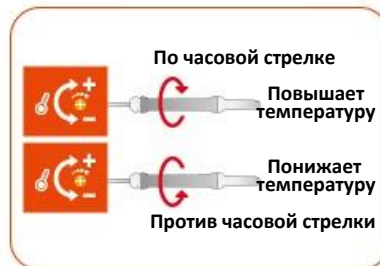 По часовой стрелке
Повышает
температуру
Понижает
температуру
Против часовой стрелки